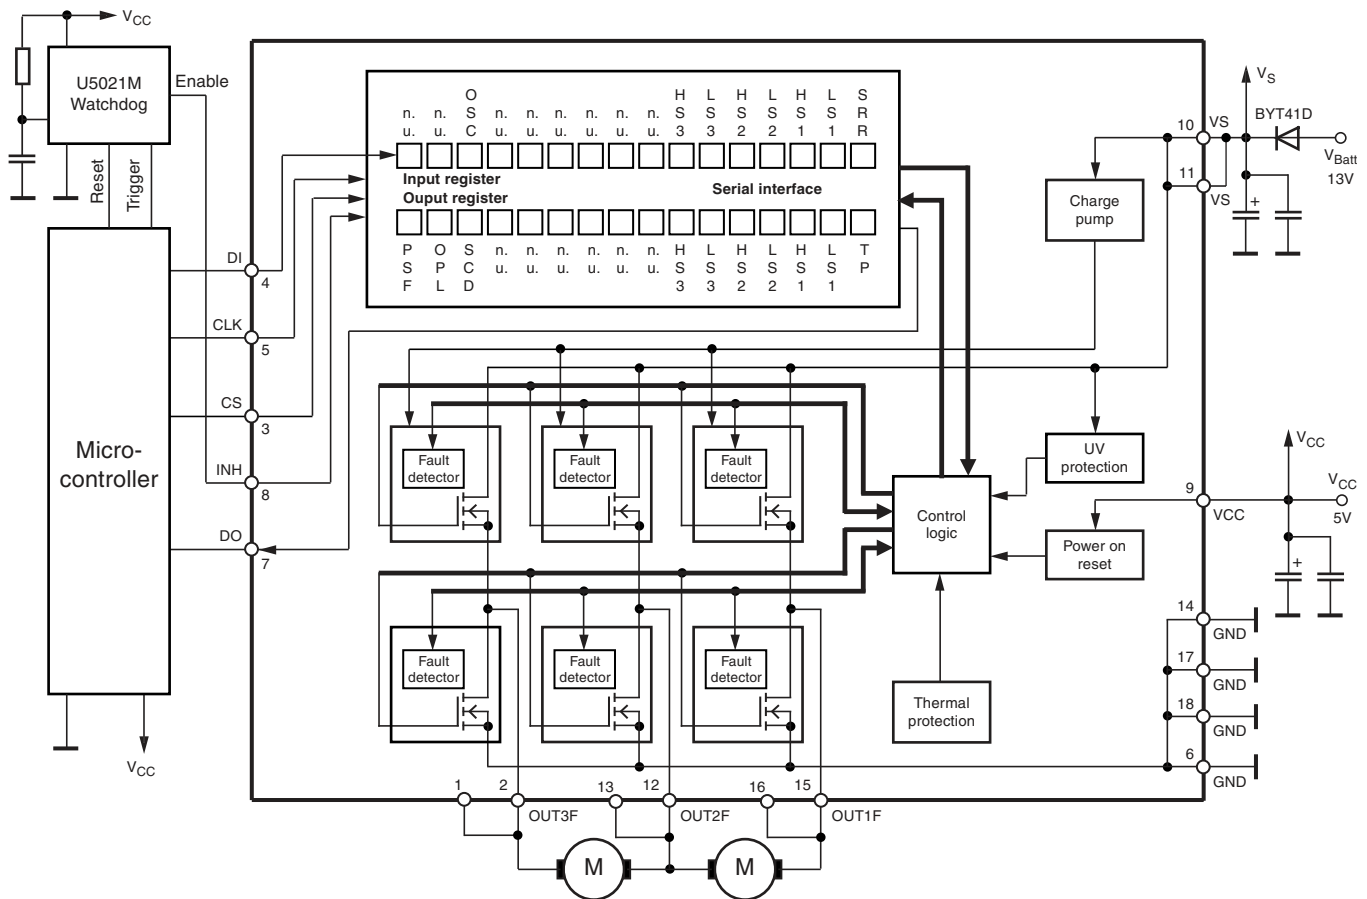 VCC
U5021M
Watchdog
Enable
Reset
Trigger
Micro-
controller
VCC
DI
4
CLK
5
CS
3
INH
8
DO
7
n. u.
n. u.
O S C
n. u.
n. u.
n. u.
n. u.
n. u.
n. u.
H S 3
L S 3
H S 2
L S 2
H S 1
L S 1
S R R
Input register
Ouput register
Serial interface
P S F
O P L
S C D
n. u.
n. u.
n. u.
n. u.
n. u.
n. u.
H S 3
L S 3
H S 2
L S 2
H S 1
L S 1
T P
Charge
pump
10
VS
11
VS
VS
BYT41D
VBatt
13V
+
Fault
detector
Fault
detector
Fault
detector
Control
logic
UV
protection
Power on
reset
9
VCC
VCC
VCC
5V
+
Fault
detector
Fault
detector
Fault
detector
Thermal
protection
14
GND
17
GND
18
GND
6
GND
1
2
OUT3F
13
12
OUT2F
16
15
OUT1F
M
M